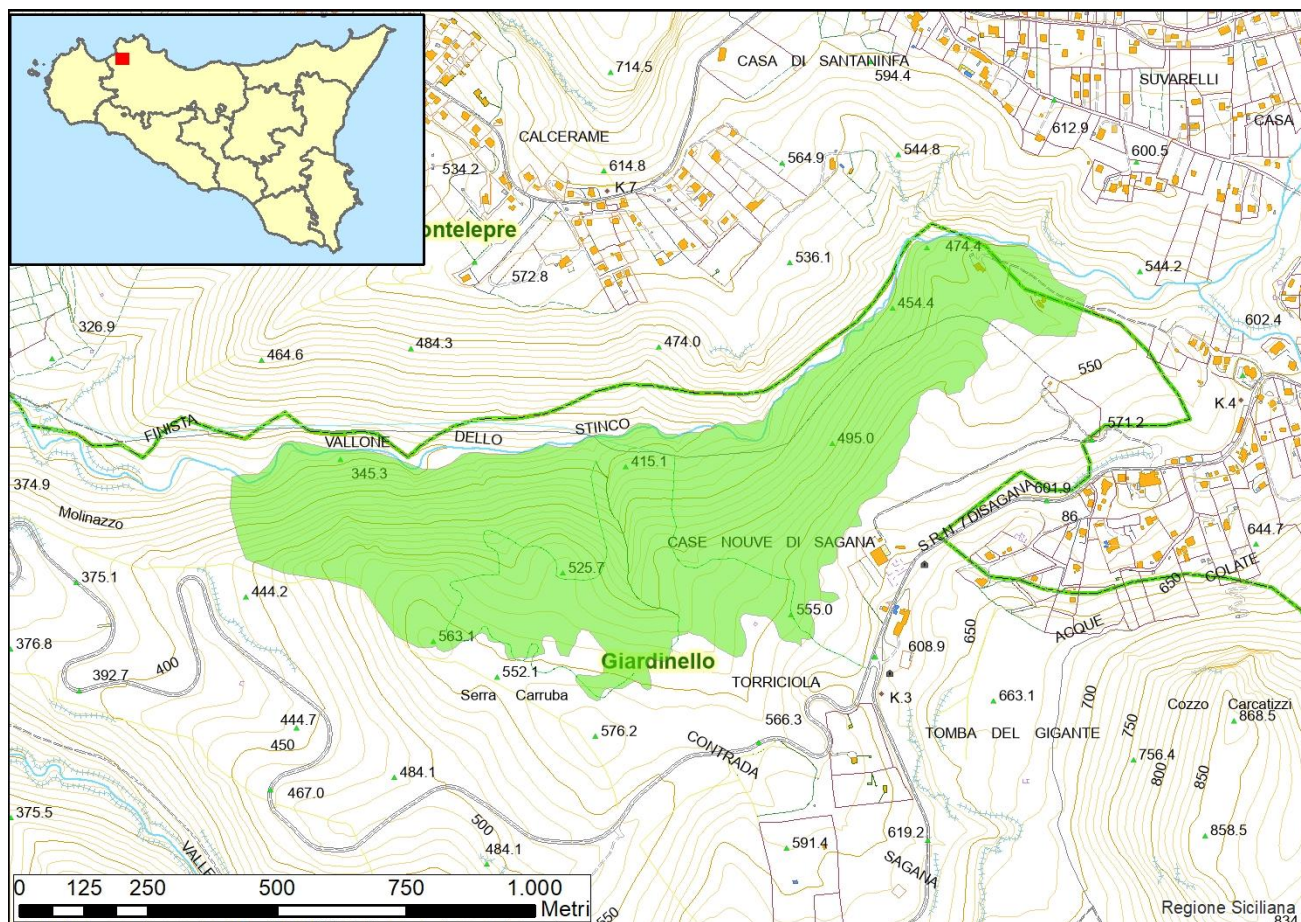 714.5
CASA DI SANTANINFA
594.4
SUVARELLI
CASA
CALCERAME
612.9
600.5
534.2
614.8
K.7
564.9
544.8
ontelepre
572.8
536.1
474.4
544.2
326.9
454.4
602.4
464.6
484.3
474.0
550
K.4
FINISTA
VALLONE DELLO STINCO
571.2
495.0
345.3
415.1
374.9
Molinazzo
601.9
86
S.R.N. 7 DI SAGANA
CASE NOUVE DI SAGANA
644.7
375.1
444.2
525.7
650
COLATE
555.0
ACQUE
563.1
650
608.9
376.8
400
392.7
552.1
Giardinello
Serra Carruba
TORRICIOLA
K.3
663.1
700
Cozzo Carcatizzi
868.5
444.7
450
576.2
566.3
CONTRADA
TOMBA DEL GIGANTE
750
756.4
484.1
800
850
467.0
375.5
500
484.1
591.4
619.2
858.5
VALLE
SAGANA
0 125 250 500 750 1.000
Metri
650
Regione Siciliana
834